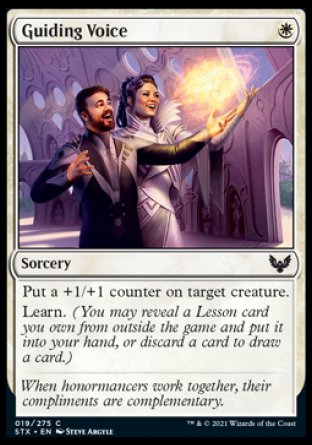 Guiding Voice
Sorcery
Put a +1/+1 counter on target creature.
Learn. (You may reveal a Lesson card
you own from outside the game and put it
into your hand, or discard a card to draw
a card.)
When honormancers work together, their
compliments are complementary.
019/275 C
STX • EN Steve Argyle
™ & © 2021 Wizards of the Coast